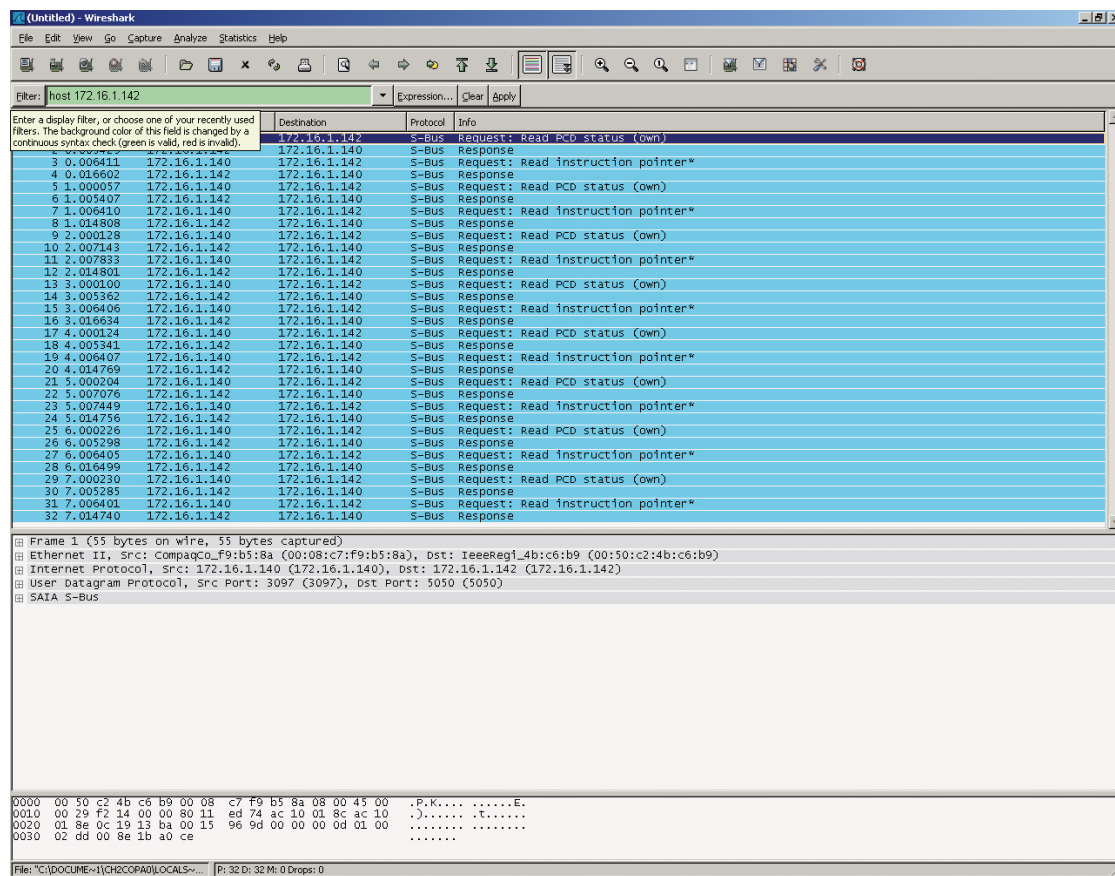 (Untitled) - Wireshark
File Edit View Go Capture Analyze Statistics Help
Filter: host 172.16.1.142 Expression... Clear Apply
Enter a display filter, or choose one of your recently used
filters. The background color of this field is changed by a
continuous syntax check (green is valid, red is invalid).
Destination Protocol Info
172.16.1.142 S-Bus Request: Read PCD status (own)
172.16.1.140 S-Bus Response
3 0.006411 172.16.1.140 172.16.1.142 S-Bus Request: Read instruction pointer*
4 0.016602 172.16.1.142 172.16.1.140 S-Bus Response
5 1.000057 172.16.1.140 172.16.1.142 S-Bus Request: Read PCD status (own)
6 1.005407 172.16.1.142 172.16.1.140 S-Bus Response
7 1.006410 172.16.1.140 172.16.1.142 S-Bus Request: Read instruction pointer*
8 1.014808 172.16.1.142 172.16.1.140 S-Bus Response
9 2.000128 172.16.1.140 172.16.1.142 S-Bus Request: Read PCD status (own)
10 2.007143 172.16.1.142 172.16.1.140 S-Bus Response
11 2.007833 172.16.1.140 172.16.1.142 S-Bus Request: Read instruction pointer*
12 2.014801 172.16.1.142 172.16.1.140 S-Bus Response
13 3.000100 172.16.1.140 172.16.1.142 S-Bus Request: Read PCD status (own)
14 3.005362 172.16.1.142 172.16.1.140 S-Bus Response
15 3.006406 172.16.1.140 172.16.1.142 S-Bus Request: Read instruction pointer*
16 3.016634 172.16.1.142 172.16.1.140 S-Bus Response
17 4.000124 172.16.1.140 172.16.1.142 S-Bus Request: Read PCD status (own)
18 4.005341 172.16.1.142 172.16.1.140 S-Bus Response
19 4.006407 172.16.1.140 172.16.1.142 S-Bus Request: Read instruction pointer*
20 4.014769 172.16.1.142 172.16.1.140 S-Bus Response
21 5.000204 172.16.1.140 172.16.1.142 S-Bus Request: Read PCD status (own)
22 5.007076 172.16.1.142 172.16.1.140 S-Bus Response
23 5.007449 172.16.1.140 172.16.1.142 S-Bus Request: Read instruction pointer*
24 5.014756 172.16.1.142 172.16.1.140 S-Bus Response
25 6.000226 172.16.1.140 172.16.1.142 S-Bus Request: Read PCD status (own)
26 6.005298 172.16.1.142 172.16.1.140 S-Bus Response
27 6.006405 172.16.1.140 172.16.1.142 S-Bus Request: Read instruction pointer*
28 6.016499 172.16.1.142 172.16.1.140 S-Bus Response
29 7.000230 172.16.1.140 172.16.1.142 S-Bus Request: Read PCD status (own)
30 7.005285 172.16.1.142 172.16.1.140 S-Bus Response
31 7.006401 172.16.1.140 172.16.1.142 S-Bus Request: Read instruction pointer*
32 7.014740 172.16.1.142 172.16.1.140 S-Bus Response
Frame 1 (55 bytes on wire, 55 bytes captured)
Ethernet II, Src: CompaqCo_f9:b5:8a (00:08:c7:f9:b5:8a), Dst: IeeeRegi_4b:c6:b9 (00:50:c2:4b:c6:b9)
Internet Protocol, Src: 172.16.1.140 (172.16.1.140), Dst: 172.16.1.142 (172.16.1.142)
User Datagram Protocol, Src Port: 3097 (3097), Dst Port: 5050 (5050)
SAIA S-Bus
0000 00 50 c2 4b c6 b9 00 08 c7 f9 b5 8a 08 00 45 00 .P.K.... ......E.
0010 00 29 f2 14 00 00 80 11 ed 74 ac 10 01 8c ac 10 .)...... .t......
0020 01 8e 0c 19 13 ba 00 15 96 9d 00 00 00 0d 01 00 ........ ........
0030 02 dd 00 8e 1b a0 ce .......
File: "C:\DOCUME~1\CH2COPA0\LOCALS~... P: 32 D: 32 M: 0 Drops: 0